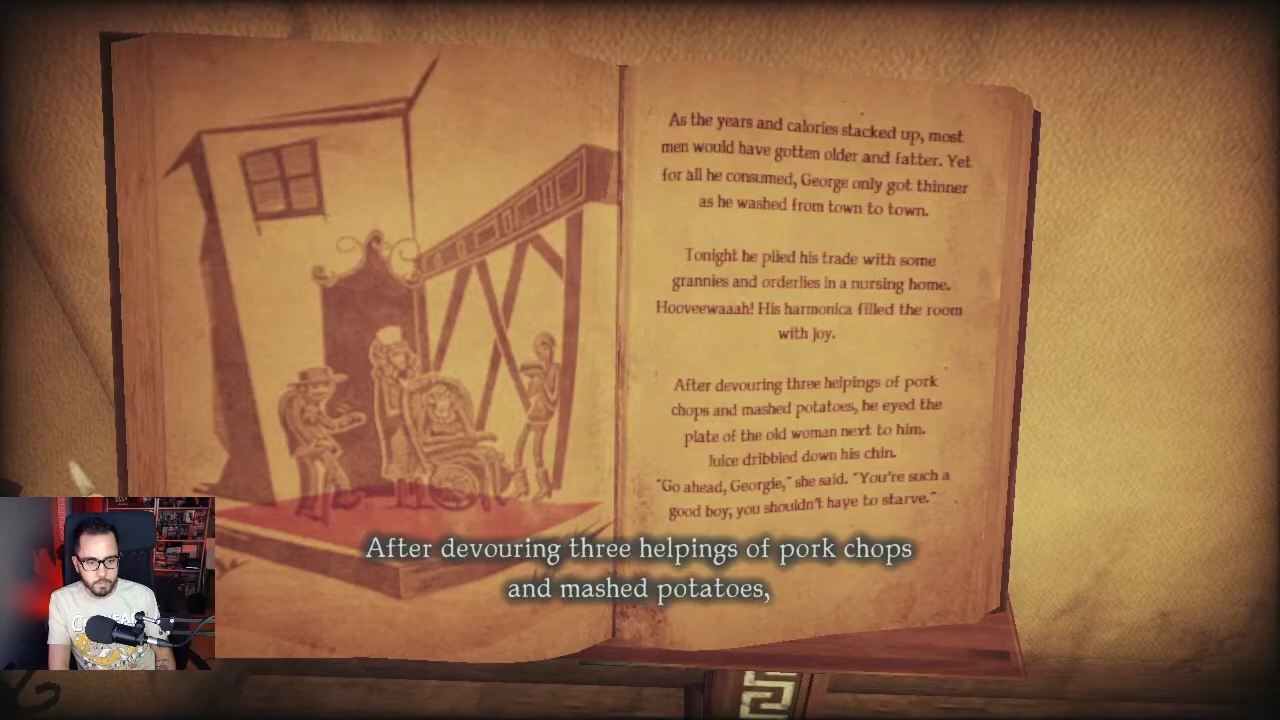 As the years and calories stacked up, most
men would have gotten older and fatter. Yet
for all he consumed, George only got thinner
as he washed from town to town.
Tonight he plied his trade with some
grannies and orderlies in a nursing home.
Hooveewaaah! His harmonica filled the room
with joy.
After devouring three helpings of pork
chops and mashed potatoes, he eyed the
plate of the old woman next to him.
Juice dribbled down his chin.
"Go ahead, Georgie," she said. "You're such a
good boy, you shouldn't have to starve."
After devouring three helpings of pork chops
and mashed potatoes,